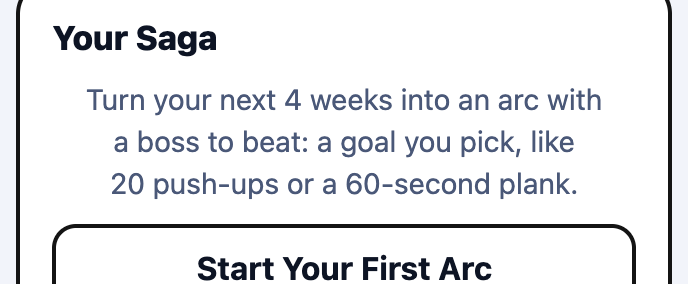 Your Saga
Turn your next 4 weeks into an arc with
a boss to beat: a goal you pick, like
20 push-ups or a 60-second plank.
Start Your First Arc